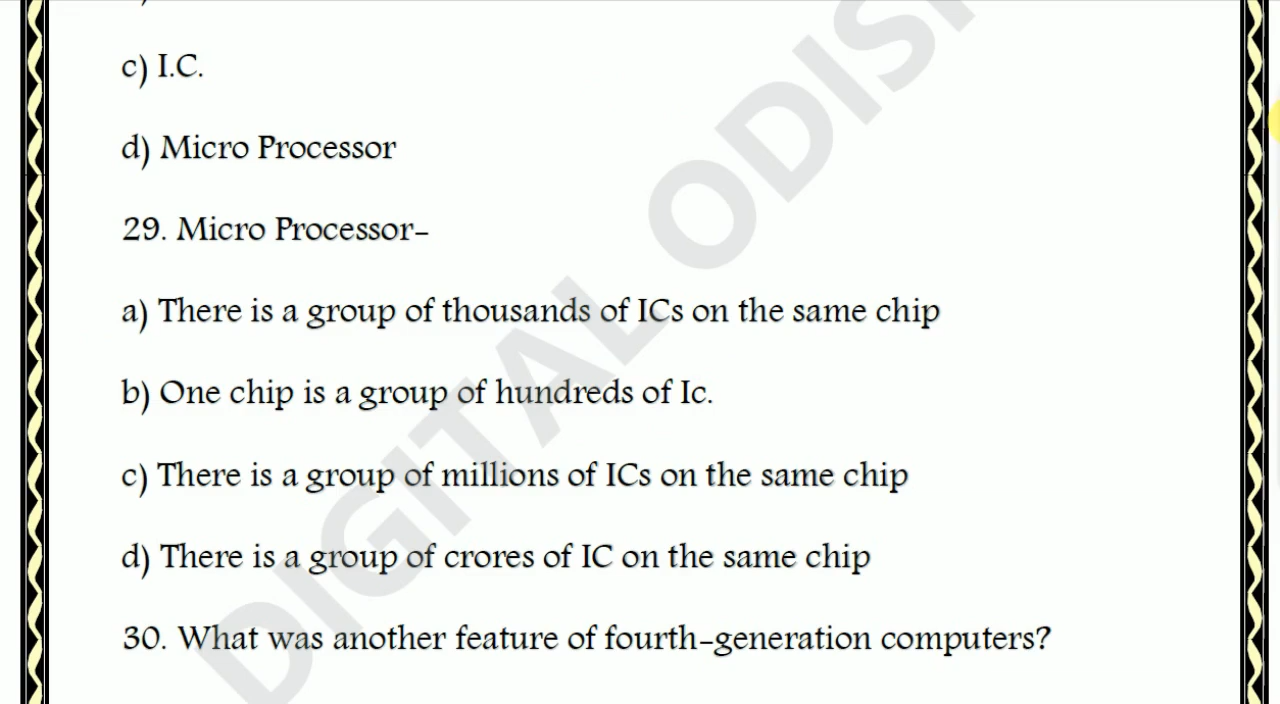 c) I.C.
d) Micro Processor
29. Micro Processor-
a) There is a group of thousands of ICs on the same chip
b) One chip is a group of hundreds of Ic.
c) There is a group of millions of ICs on the same chip
d) There is a group of crores of IC on the same chip
30. What was another feature of fourth-generation computers?
DIGITAL ODIS